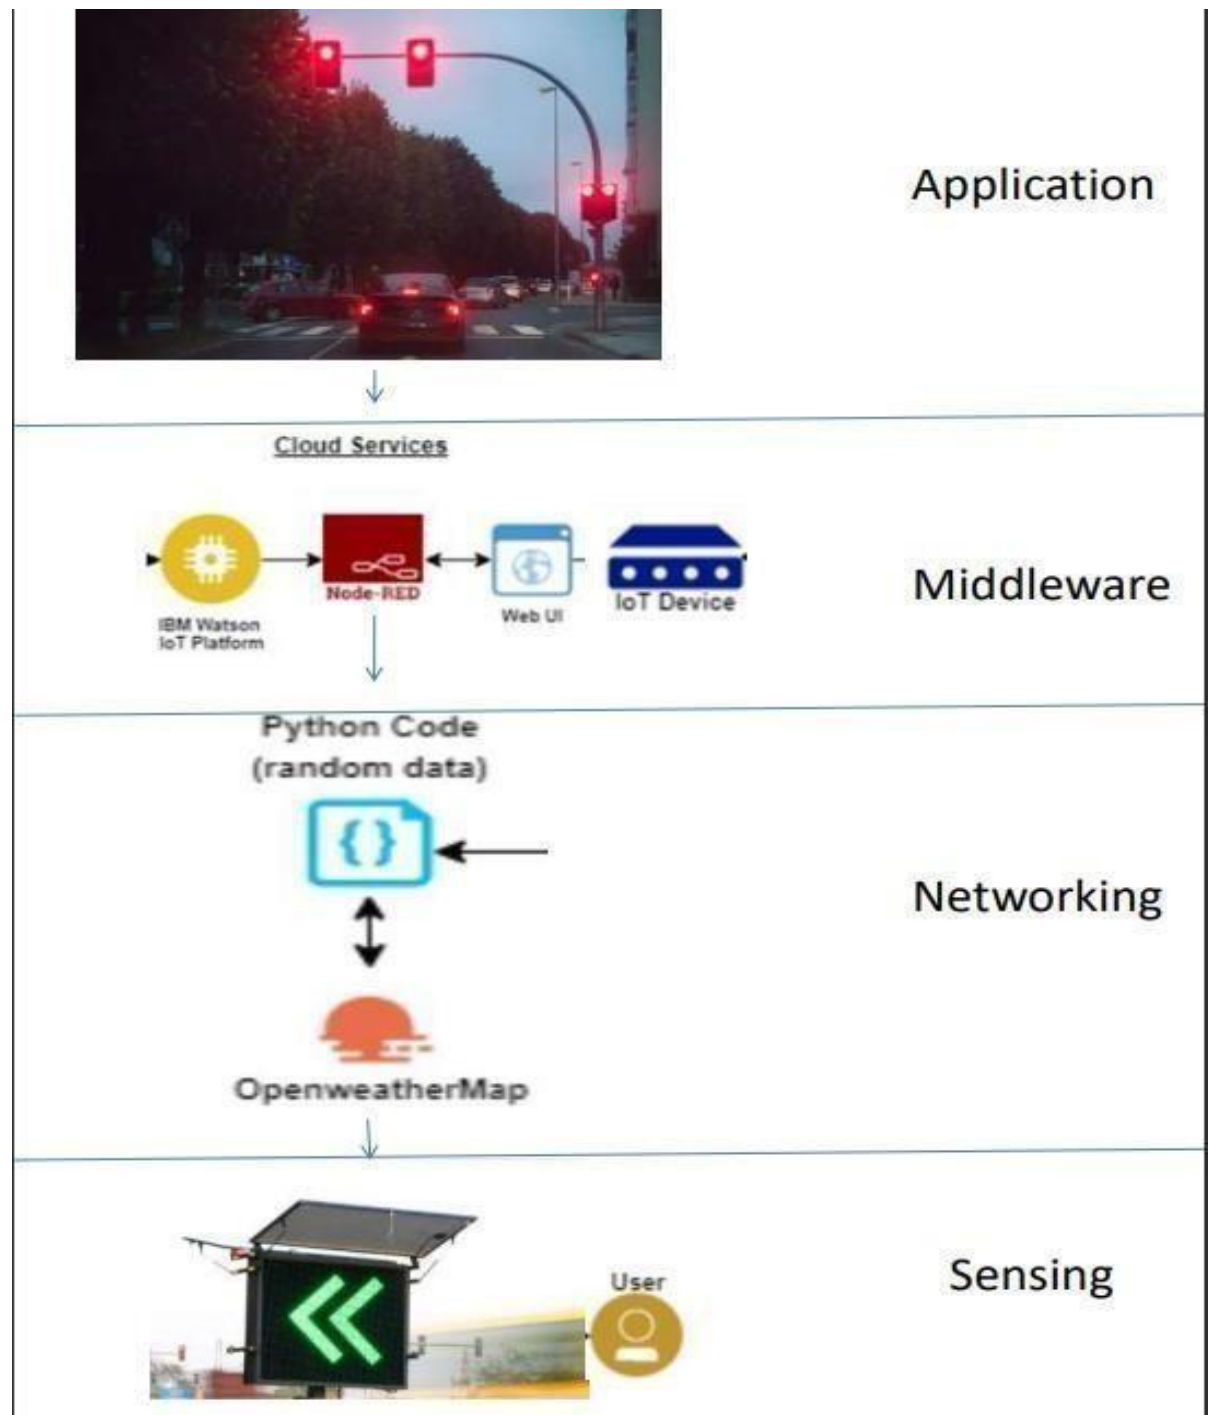 Application
Cloud Services
Node-RED
IBM Watson
IoT Platform
Web UI
IoT Device
Middleware
Python Code
(random data)
{}
Networking
OpenweatherMap
Sensing
User